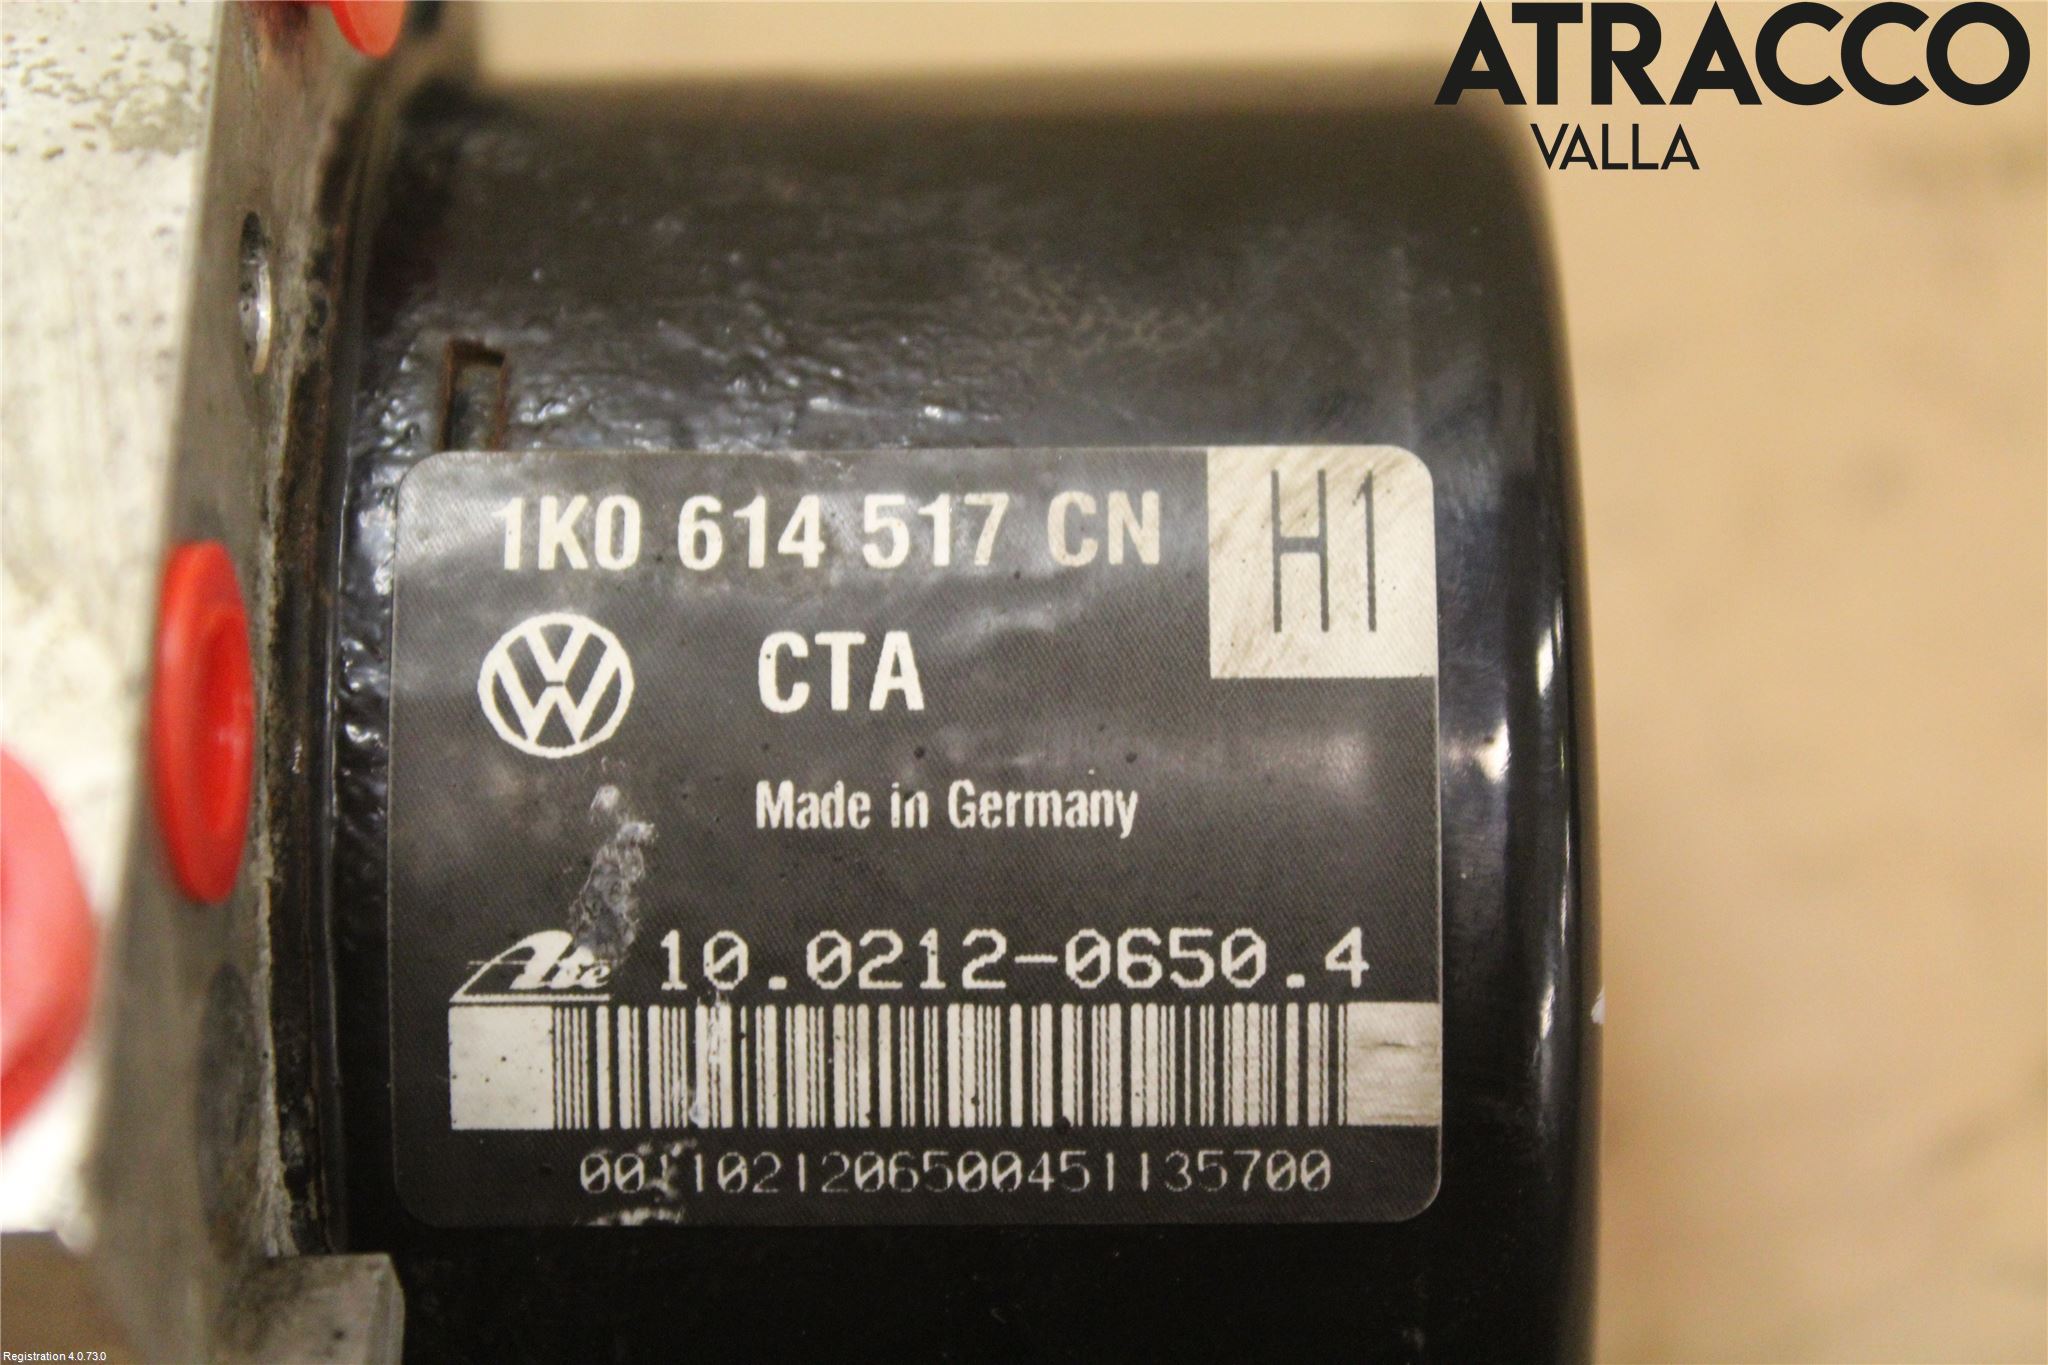 ATRACCO
VALLA
1K0 614 517 CN
H1
CTA
Made in Germany
Ate 10.0212-0650.4
Registration 4.0.73.0